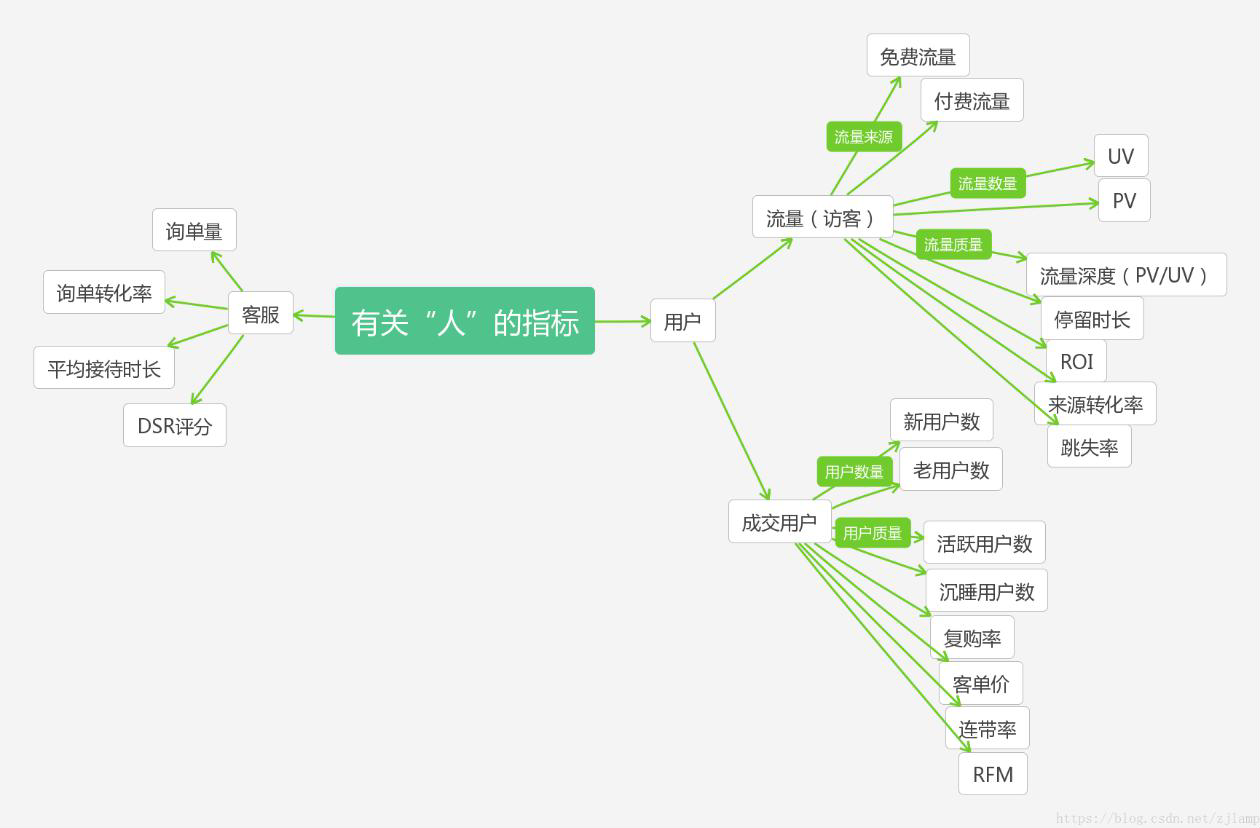 免费流量
付费流量
流量来源
UV
流量数量
PV
流量（访客）
流量质量
流量深度（PV/UV）
停留时长
ROI
来源转化率
跳失率
询单量
询单转化率
客服
平均接待时长
DSR评分
有关“人”的指标
用户
新用户数
用户数量
老用户数
成交用户
用户质量
活跃用户数
沉睡用户数
复购率
客单价
连带率
RFM
https://blog.csdn.net/zjlamp